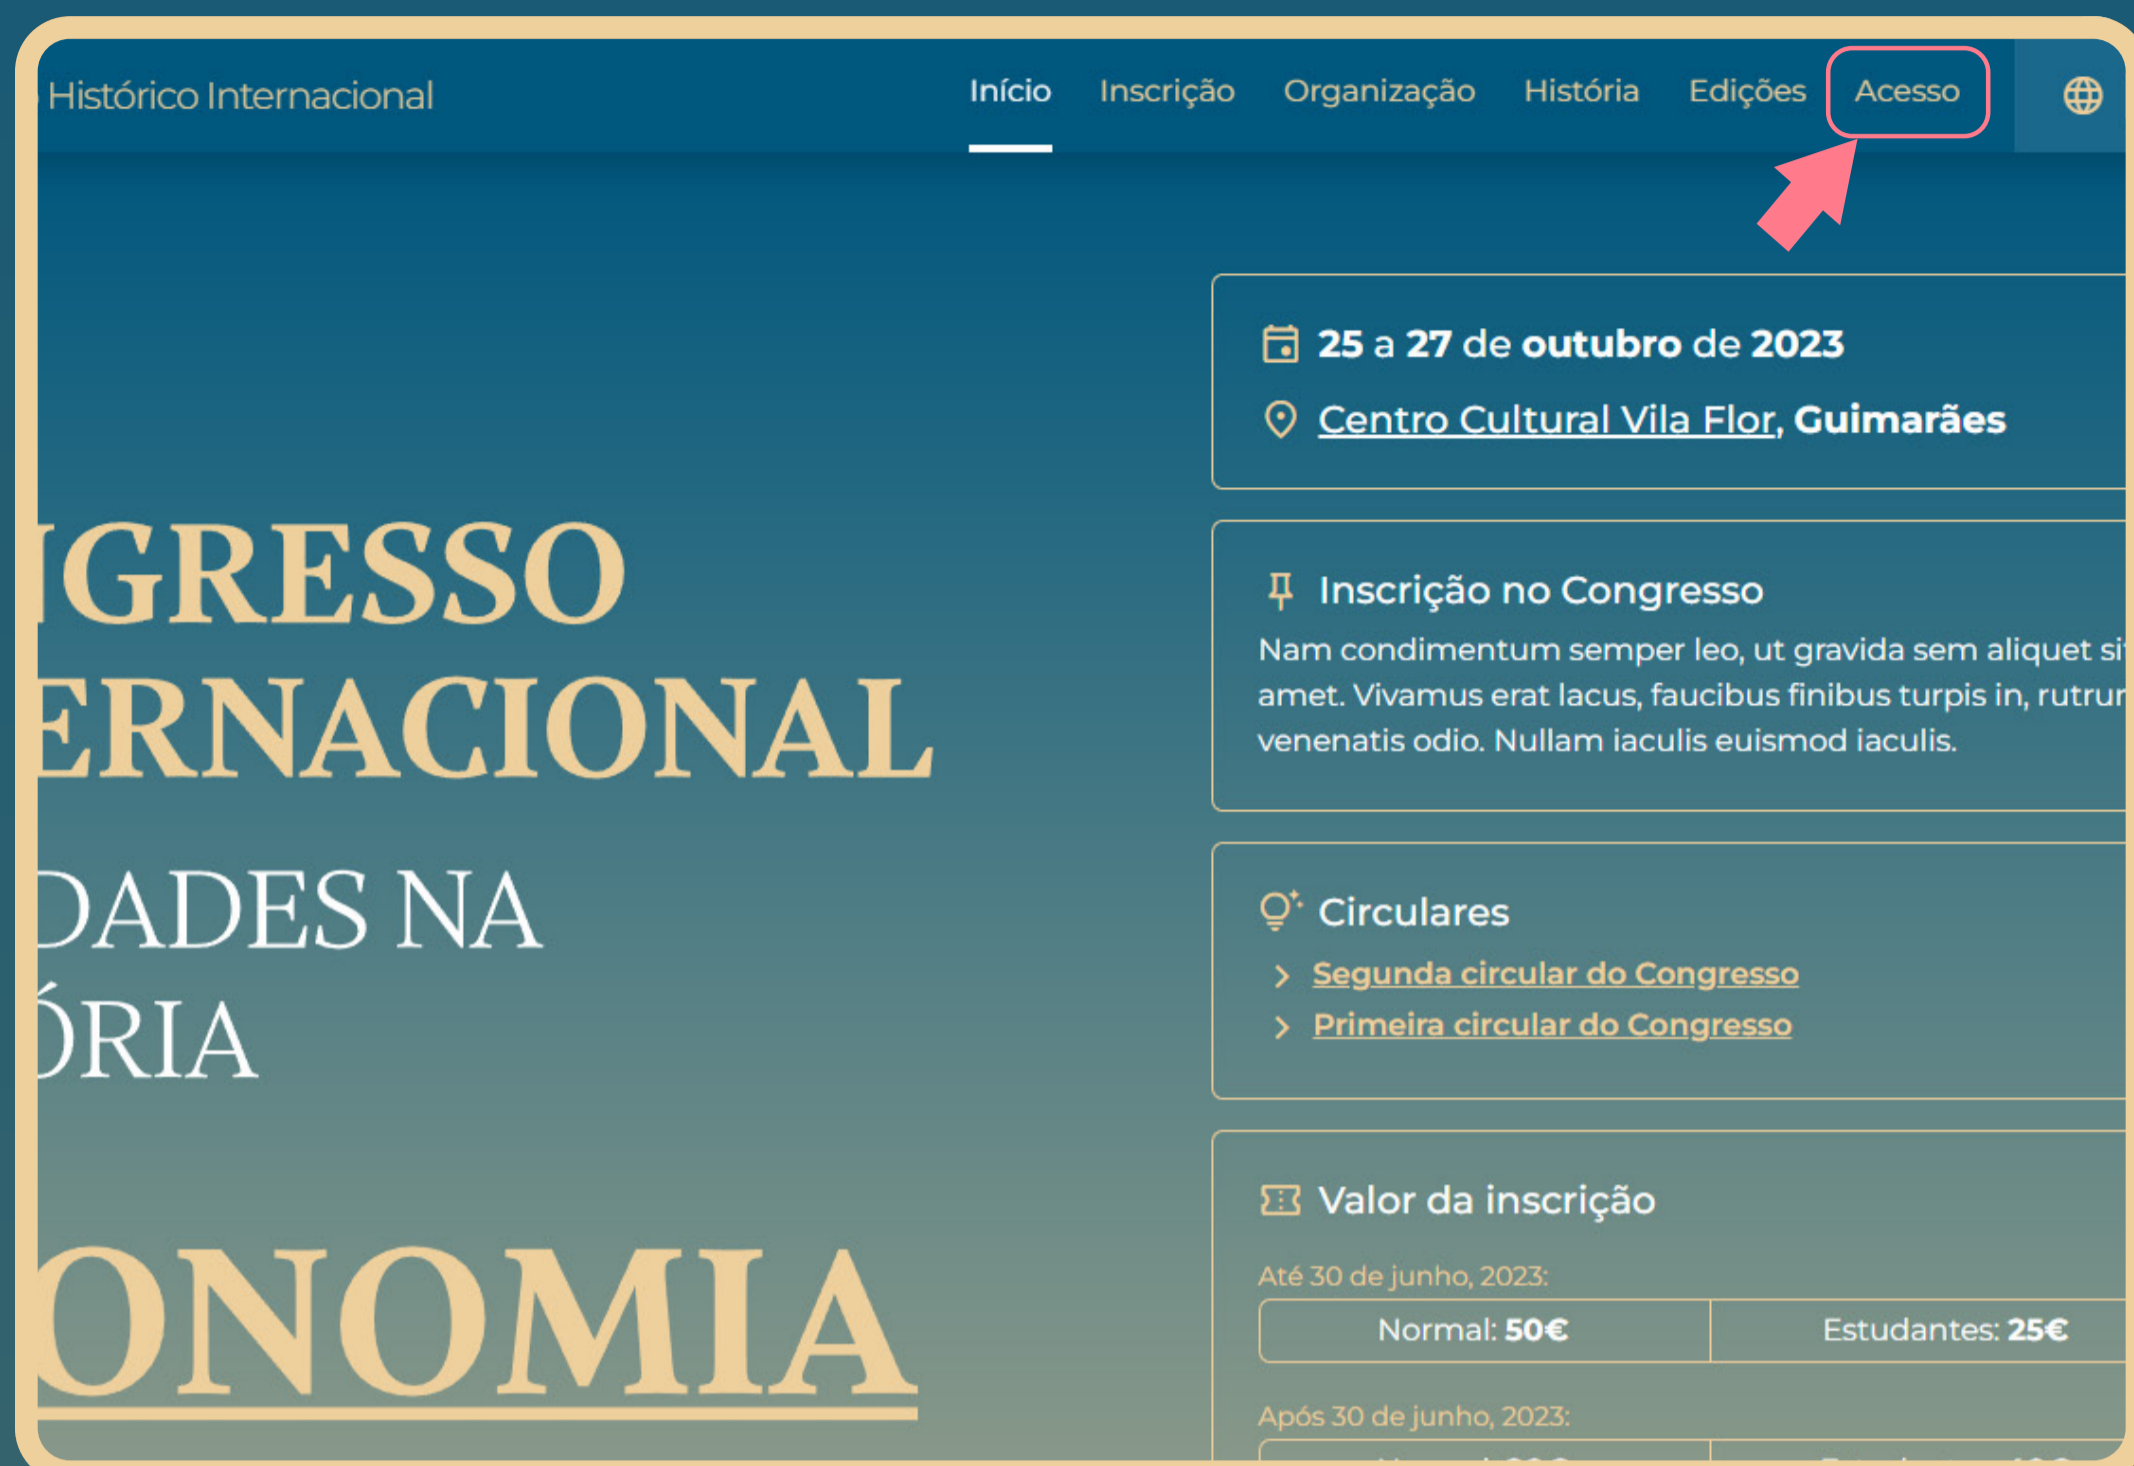 Histórico Internacional
Início Inscrição Organização História Edições Acesso
GRESSO
ERNACIONAL
DADES NA
ÓRIA
ONOMIA
25 a 27 de outubro de 2023
Centro Cultural Vila Flor, Guimarães
Inscrição no Congresso
Nam condimentum semper leo, ut gravida sem aliquet si
amet. Vivamus erat lacus, faucibus finibus turpis in,
venenatis odio. Nullam iaculis euismod iaculis.
Circulares
Segunda circular do Congresso
Primeira circular do Congresso
Valor da inscrição
Até 30 de junho, 2023:
Normal: 50€ Estudantes: 25€
Após 30 de junho, 2023: